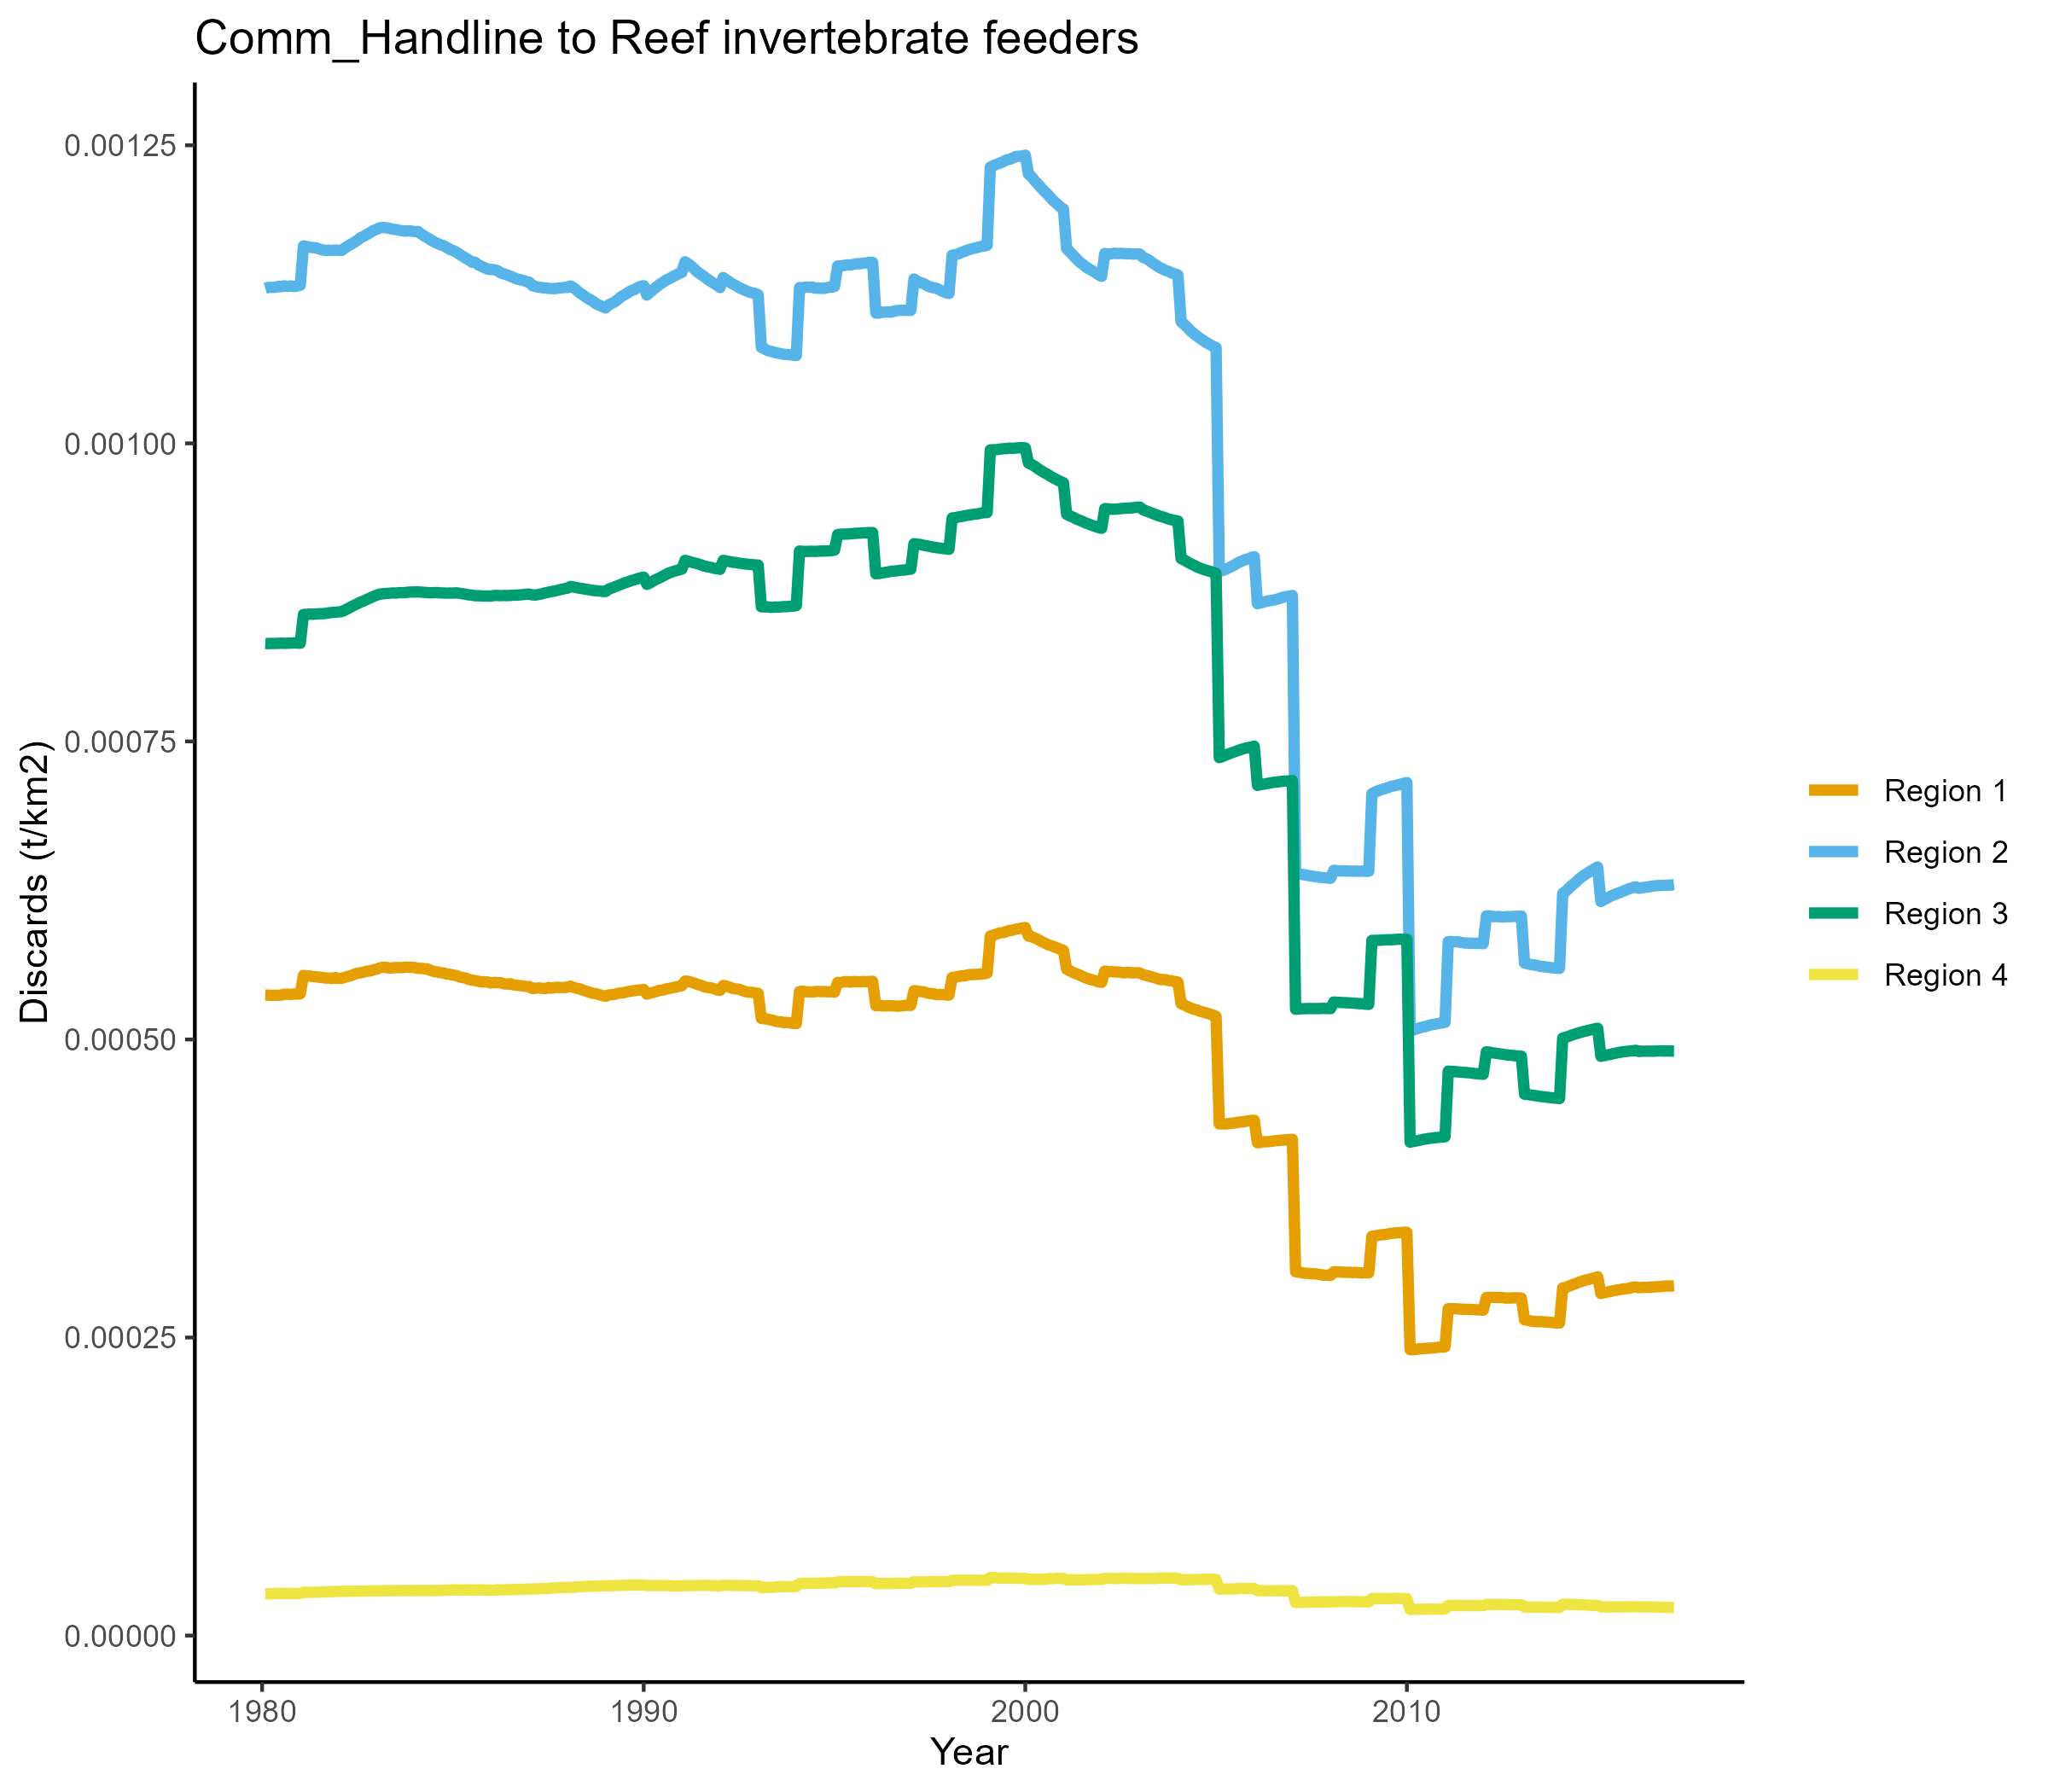 Comm_Handline to Reef invertebrate feeders
Discards (t/km2)
0.00125
0.00100
0.00075
0.00050
0.00025
0.00000
1980
1990
2000
2010
Year
Region 1
Region 2
Region 3
Region 4